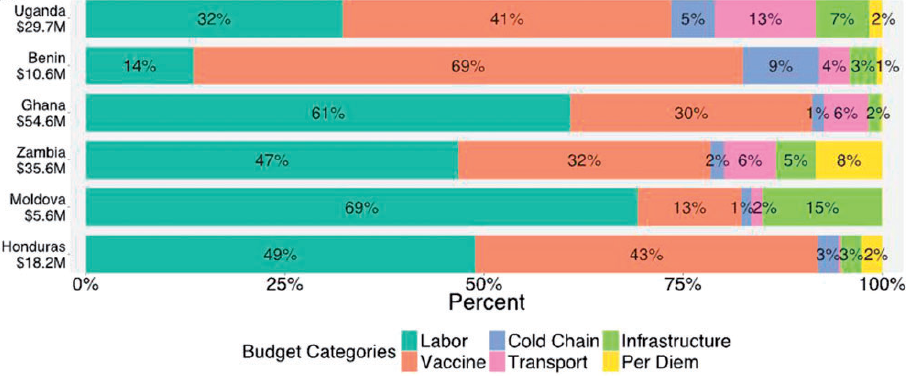 Uganda
$29.7M
32% 41% 5% 13% 7% 2%
Benin
$10.6M
14% 69% 9% 4% 3% 1%
Ghana
$54.6M
61% 30% 1% 6% 2%
Zambia
$35.6M
47% 32% 2% 6% 5% 8%
Moldova
$5.6M
69% 13% 1% 2% 15%
Honduras
$18.2M
49% 43% 3% 3% 2%
0% 25% 50% 75% 100%
Percent
Budget Categories
Labor Cold Chain Infrastructure
Vaccine Transport Per Diem